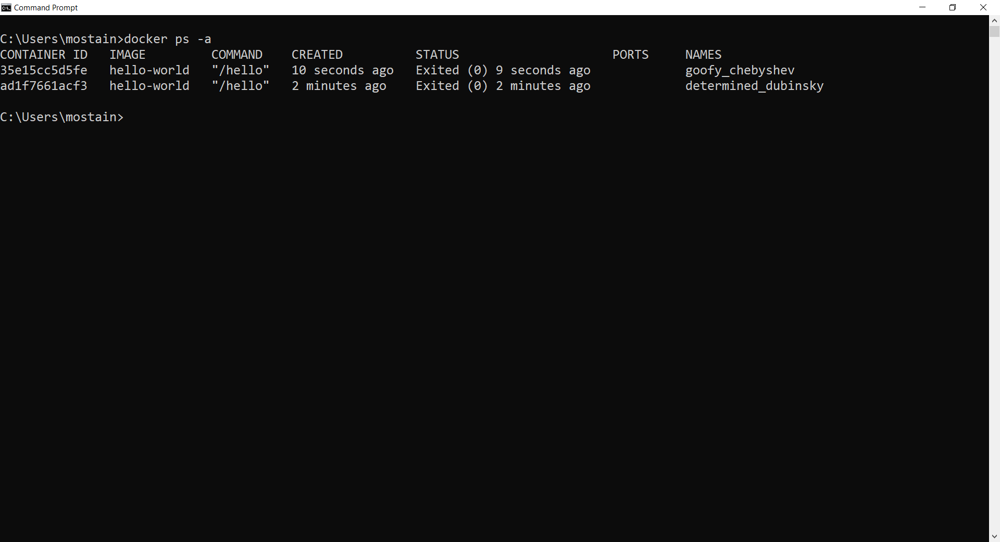 Command Prompt
C:\Users\mostain>docker ps -a
CONTAINER ID   IMAGE         COMMAND    CREATED          STATUS                     PORTS     NAMES
35e15cc5d5fe   hello-world   "/hello"   10 seconds ago   Exited (0) 9 seconds ago             goofy_chebyshev
ad1f7661acf3   hello-world   "/hello"   2 minutes ago    Exited (0) 2 minutes ago             determined_dubinsky
C:\Users\mostain>